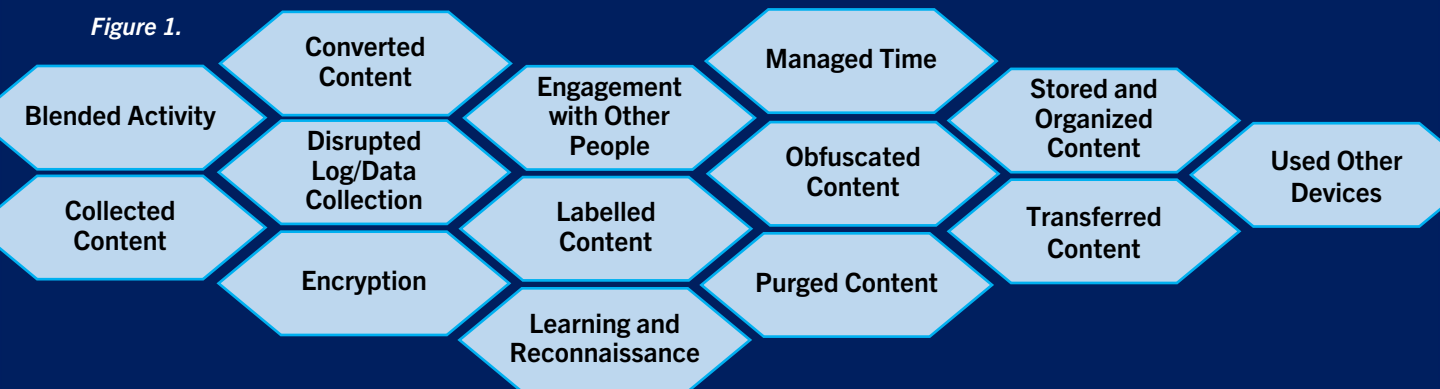 Figure 1.
Blended Activity
Collected
Content
Converted
Content
Disrupted
Log/Data
Collection
Encryption
Engagement
with Other
People
Labelled
Content
Learning and
Reconnaissance
Managed Time
Obfuscated
Content
Purged Content
Stored and
Organized
Content
Transferred
Content
Used Other
Devices